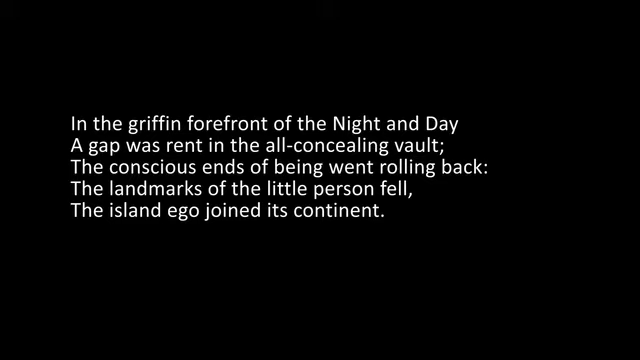 In the griffin forefront of the Night and Day
A gap was rent in the all-concealing vault;
The conscious ends of being went rolling back:
The landmarks of the little person fell,
The island ego joined its continent.